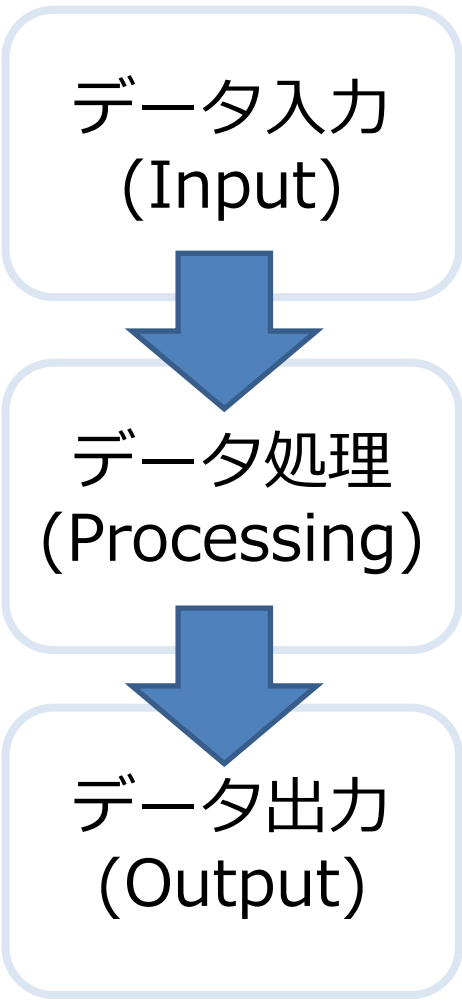 データ入力
(Input)
データ処理
(Processing)
データ出力
(Output)